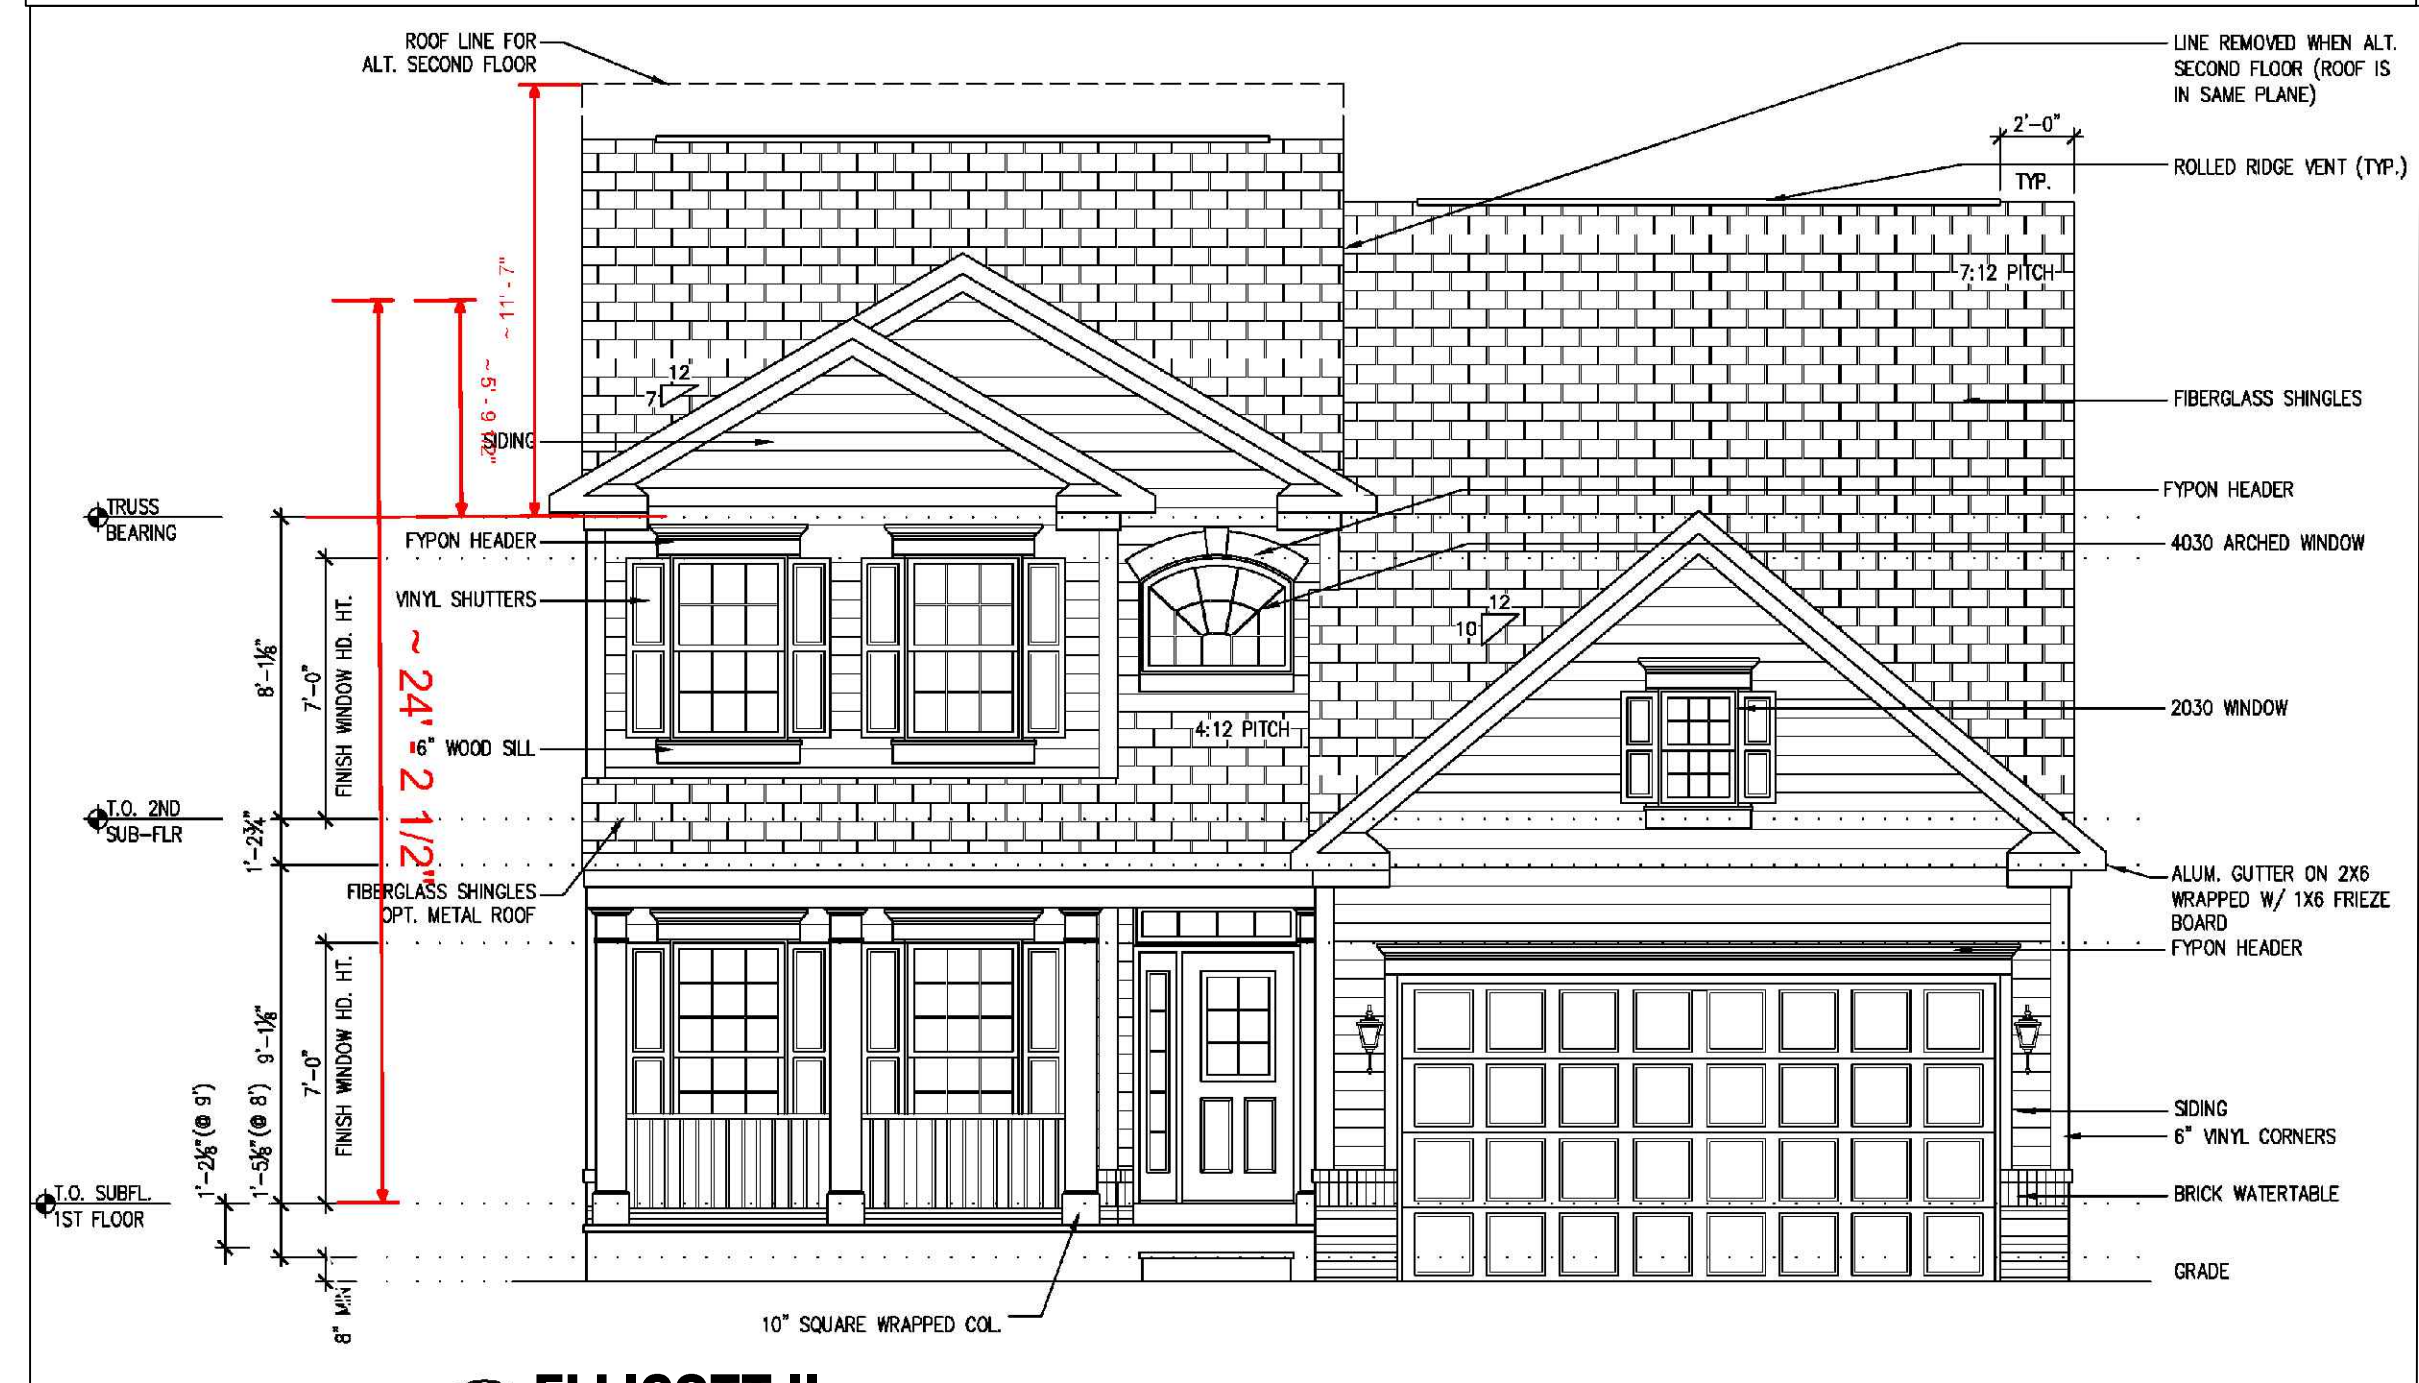 ROOF LINE FOR
ALT. SECOND FLOOR
LINE REMOVED WHEN ALT.
SECOND FLOOR (ROOF IS
IN SAME PLANE)
2'-0"
TYP.
ROLLED RIDGE VENT (TYP.)
7:12 PITCH
~ 11' - 7"
12
7
SIDING
FIBERGLASS SHINGLES
TRUSS
BEARING
FYPON HEADER
FYPON HEADER
4030 ARCHED WINDOW
VINYL SHUTTERS
12
10
8'-1⅛"
7'-0"
FINISH WINDOW HD. HT.
~ 24' - 2 1/2"
6" WOOD SILL
4:12 PITCH
2030 WINDOW
T.O. 2ND
SUB-FLR
1'-2¾"
FIBERGLASS SHINGLES
OPT. METAL ROOF
ALUM. GUTTER ON 2X6
WRAPPED W/ 1X6 FRIEZE
BOARD
FYPON HEADER
9'-1⅛"
7'-0"
FINISH WINDOW HD. HT.
1'-2⅛"(@ 9')
1'-5⅛"(@ 8')
SIDING
6" VINYL CORNERS
T.O. SUBFL.
1ST FLOOR
BRICK WATERTABLE
GRADE
8" MIN
10" SQUARE WRAPPED COL.
ELLICOTT II